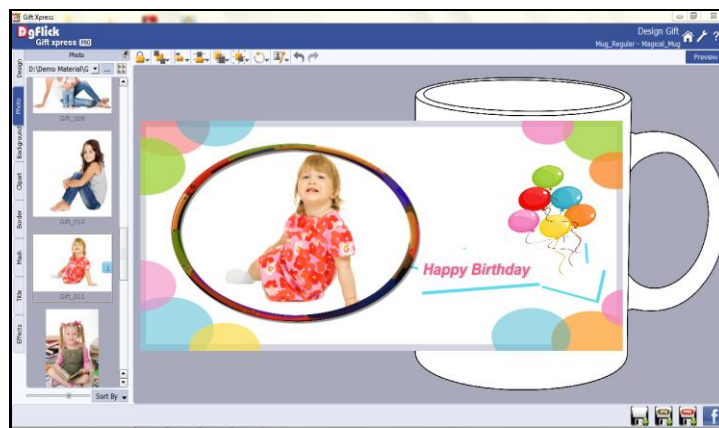 Gift Xpress
DgFlick
Gift xpress PRO
Design Gift
Mug_Regular - Magical_Mug
Preview
Photo
D:\Demo Material\G
Design
Photo
Background
Clipart
Border
Mask
Title
Effects
Gift_009
Gift_010
Gift_011
Sort By
Happy Birthday